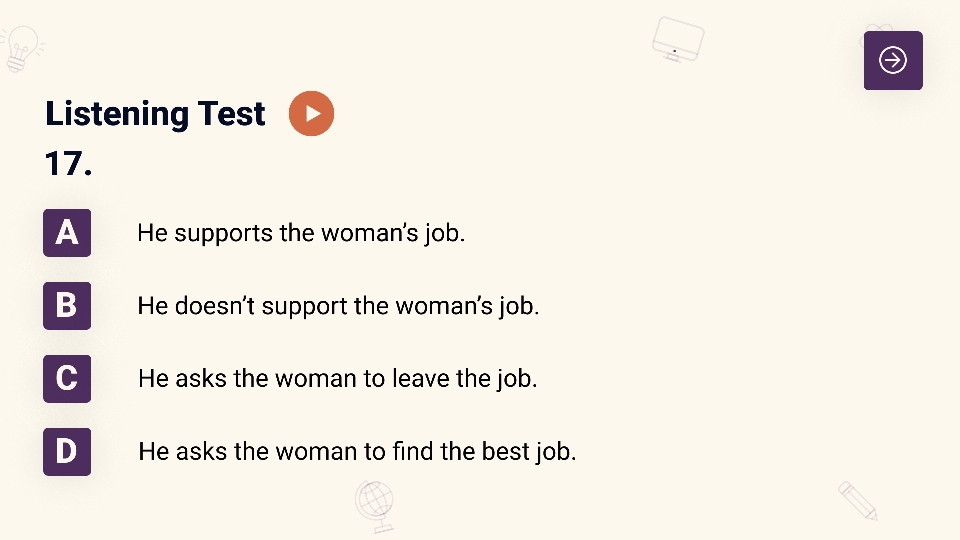 Listening Test
17.
A He supports the woman's job.
B He doesn't support the woman's job.
C He asks the woman to leave the job.
D He asks the woman to find the best job.